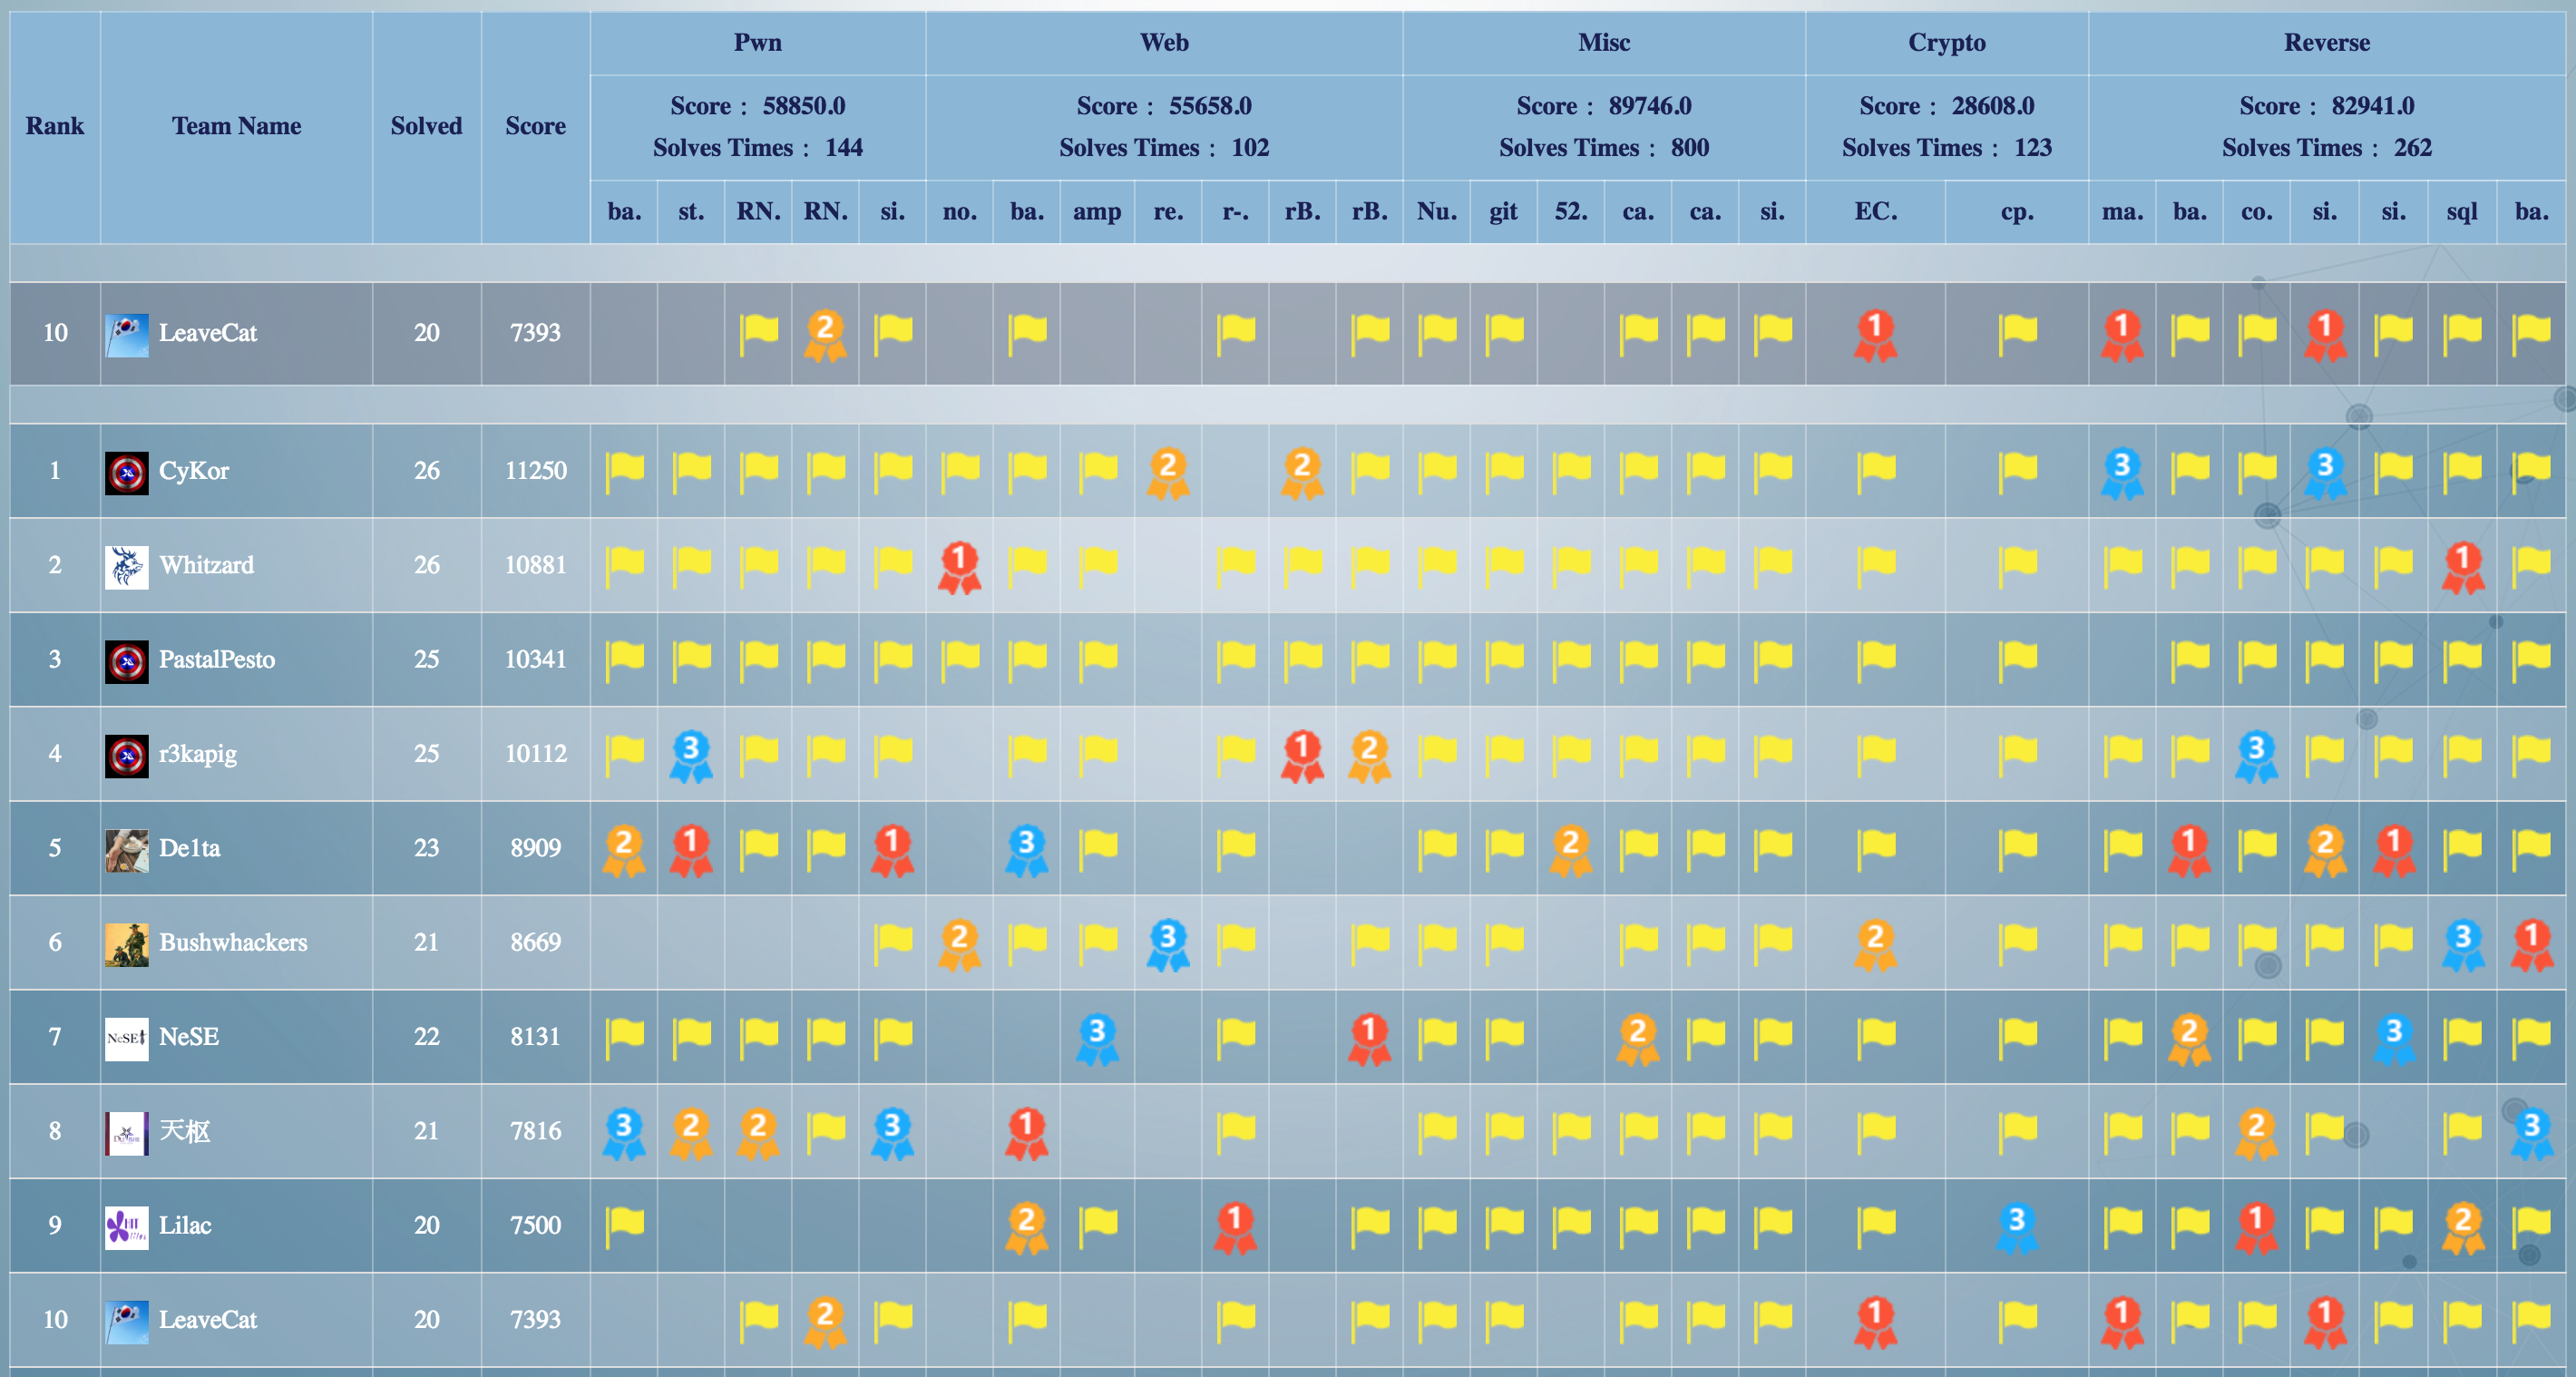 Rank Team Name Solved Score Pwn Web Misc Crypto Reverse
Score : 58850.0 Score : 55658.0 Score : 89746.0 Score : 28608.0 Score : 82941.0
Solves Times : 144 Solves Times : 102 Solves Times : 800 Solves Times : 123 Solves Times : 262
ba. st. RN. RN. si. no. ba. amp re. r-. rB. rB. Nu. git 52. ca. ca. si. EC. cp. ma. ba. co. si. si. sql ba.
10 LeaveCat 20 7393 2 1 1 1
1 CyKor 26 11250 2 2 3 3
2 Whitzard 26 10881 1 1
3 PastalPesto 25 10341
4 r3kapig 25 10112 3 1 2 3
5 De1ta 23 8909 2 1 1 3 2 1 2 1
6 Bushwhackers 21 8669 2 3 2 3 1
7 NeSE NeSE 22 8131 3 1 2 2 3
8 天枢 21 7816 3 2 2 3 1 2 3
9 HIT Lilac 20 7500 2 1 3 1 2
10 LeaveCat 20 7393 2 1 1 1